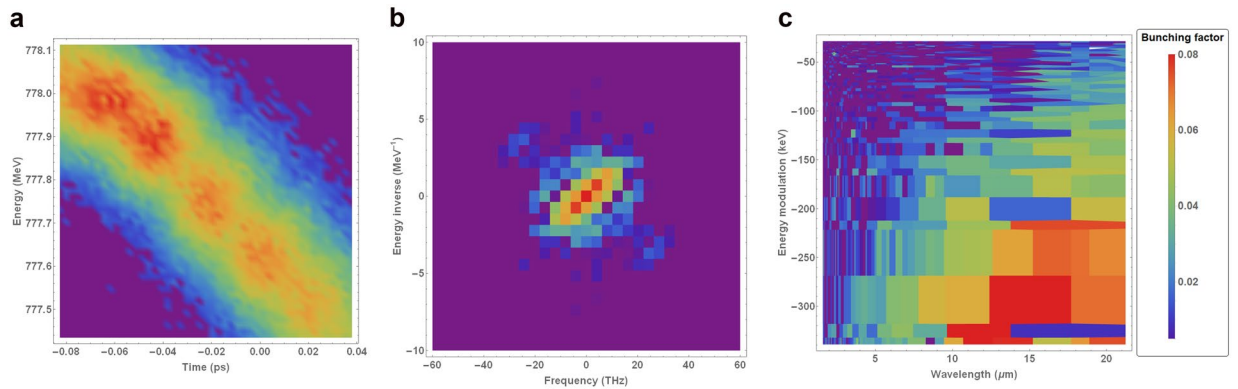 a
778.1
778.0
777.9
777.8
777.7
777.6
777.5
Energy (MeV)
−0.08 −0.06 −0.04 −0.02 0.00 0.02 0.04
Time (ps)
b
10
5
0
−5
−10
Energy inverse (MeV⁻¹)
−60 −40 −20 0 20 40 60
Frequency (THz)
c
−50
−100
−150
−200
−250
−300
Energy modulation (keV)
5 10 15 20
Wavelength (μm)
Bunching factor
0.08
0.06
0.04
0.02